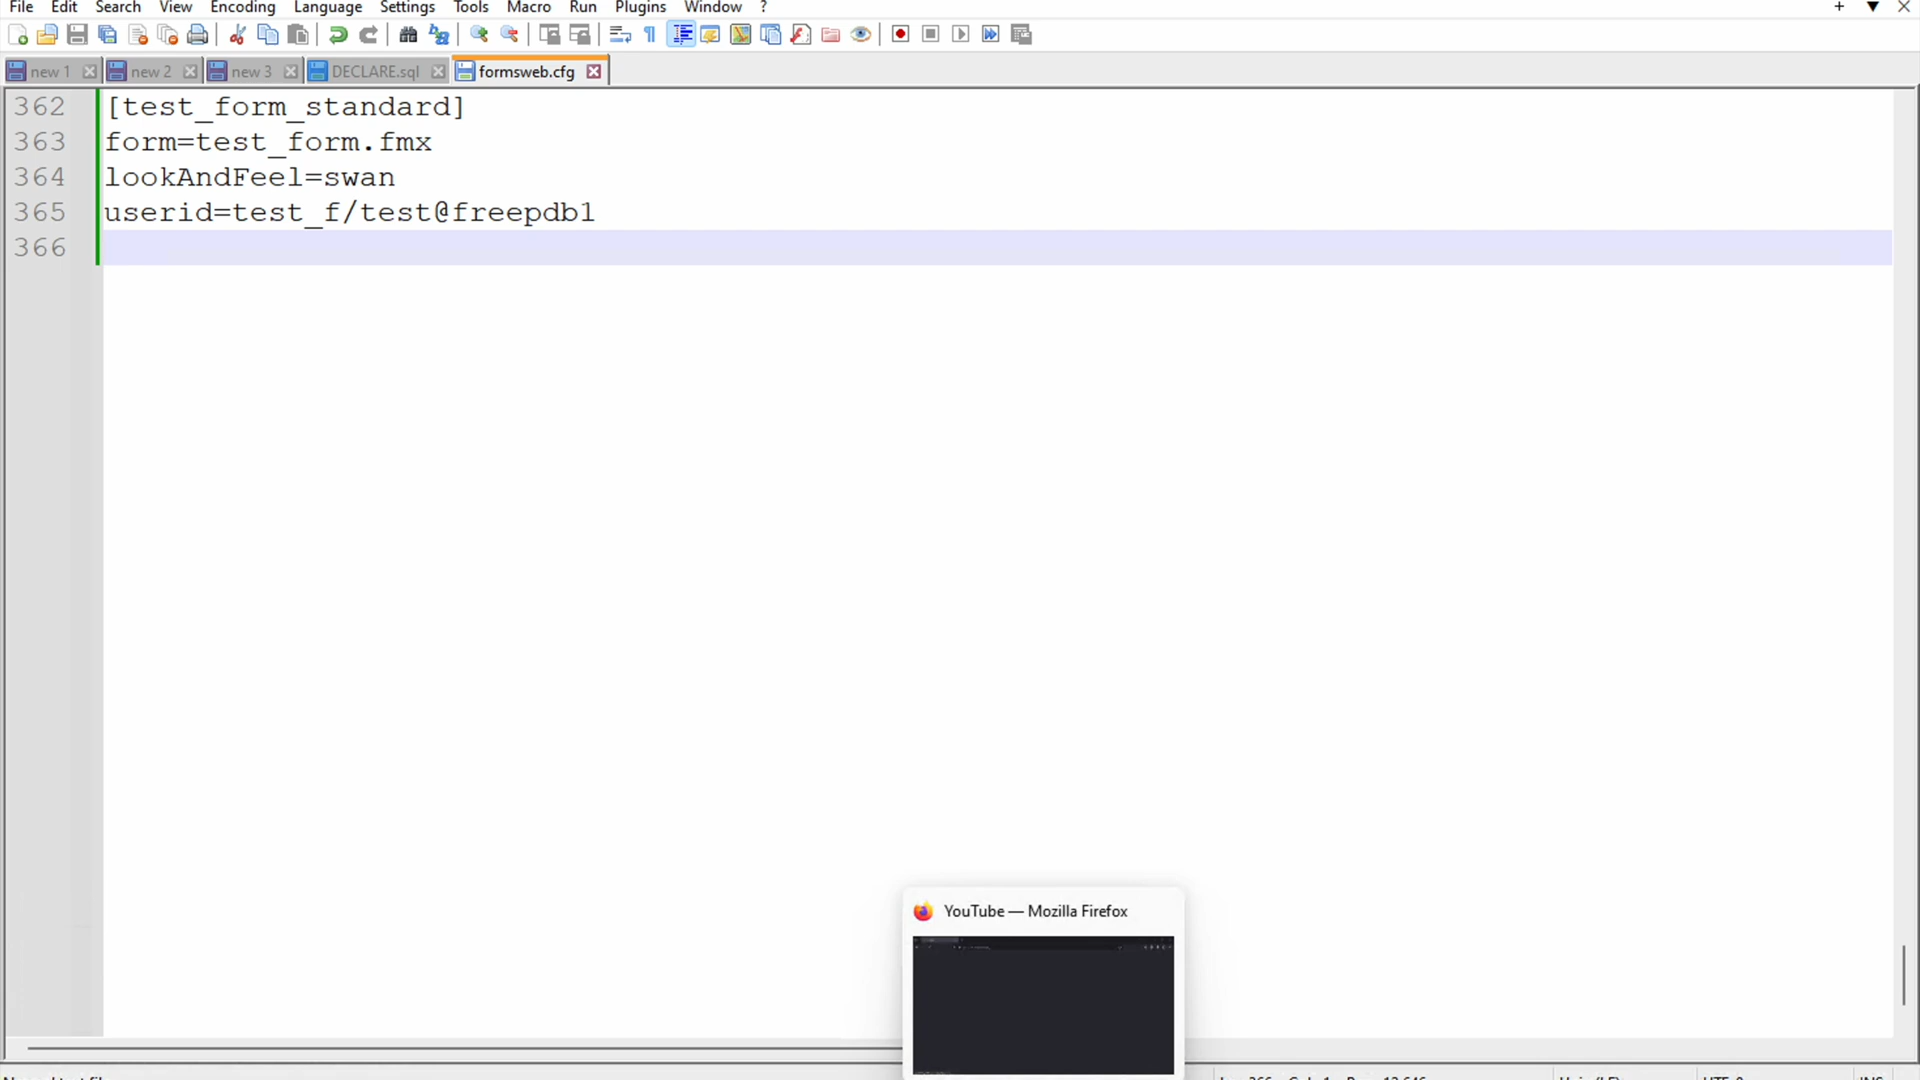 File Edit Search View Encoding Language Settings Tools Macro Run Plugins Window ?
new 1 new 2 new 3 DECLARE.sql formsweb.cfg
362 [test_form_standard]
363 form=test_form.fmx
364 lookAndFeel=swan
365 userid=test_f/test@freepdb1
366
YouTube — Mozilla Firefox